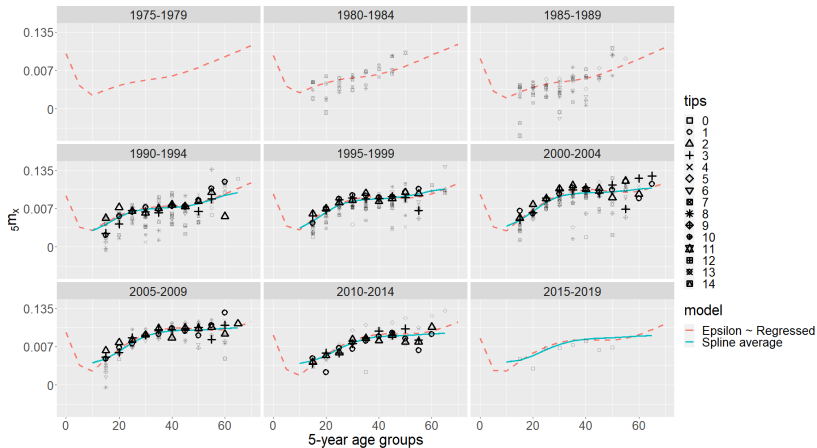 1975-1979 1980-1984 1985-1989
0.135
0.007
0
1990-1994 1995-1999 2000-2004
0.135
0.007
0
2005-2009 2010-2014 2015-2019
0.135
0.007
0
0 20 40 60 0 20 40 60 0 20 40 60
5-year age groups
5mx
tips
0
1
2
3
4
5
6
7
8
9
10
11
12
13
14
model
Epsilon ~ Regressed
Spline average